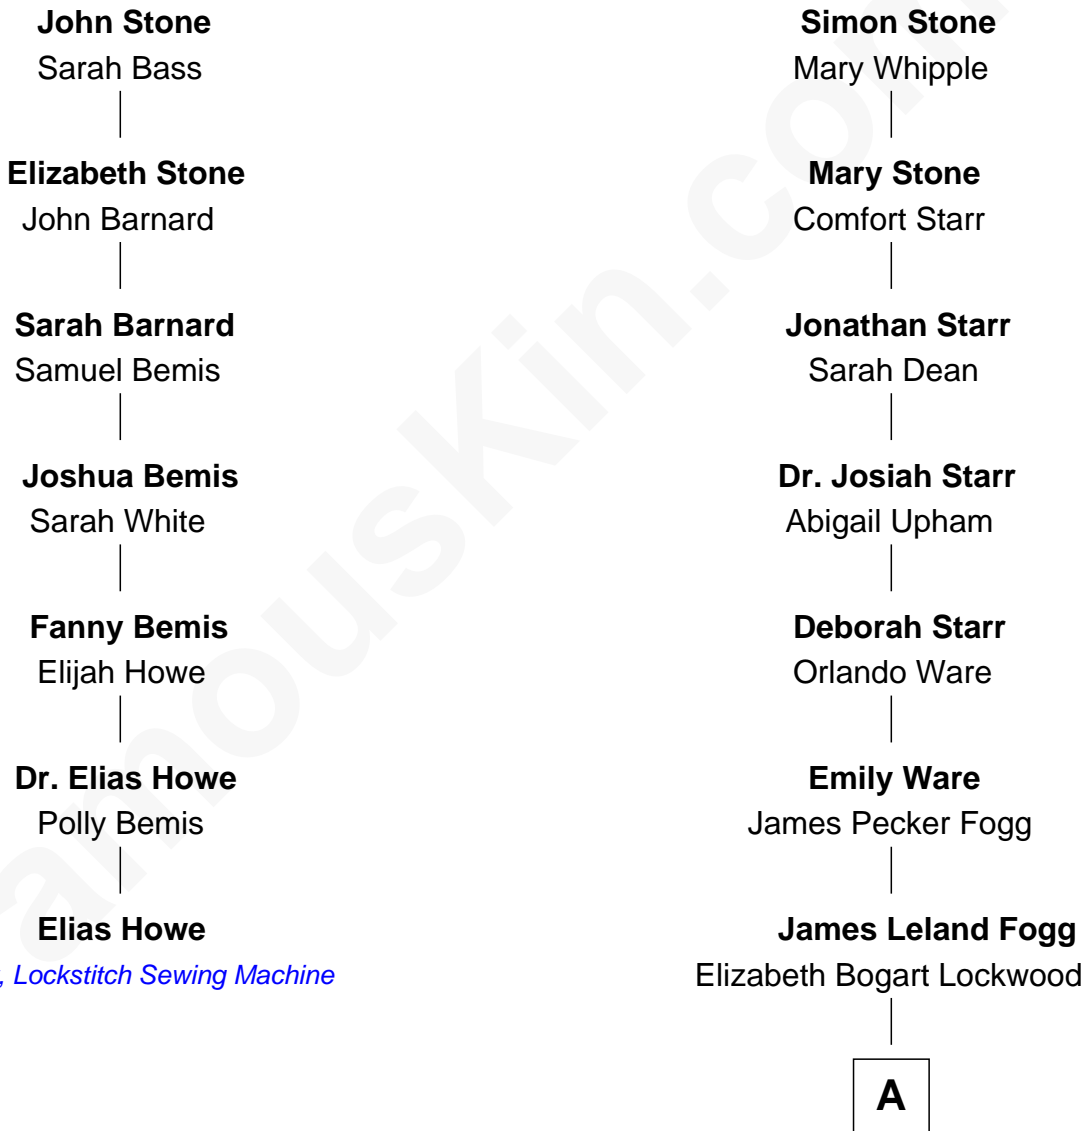 John Stone
Sarah Bass
Elizabeth Stone
John Barnard
Sarah Barnard
Samuel Bemis
Joshua Bemis
Sarah White
Fanny Bemis
Elijah Howe
Dr. Elias Howe
Polly Bemis
Elias Howe
, Lockstitch Sewing Machine
Simon Stone
Mary Whipple
Mary Stone
Comfort Starr
Jonathan Starr
Sarah Dean
Dr. Josiah Starr
Abigail Upham
Deborah Starr
Orlando Ware
Emily Ware
James Pecker Fogg
James Leland Fogg
Elizabeth Bogart Lockwood
A
amousKin.com